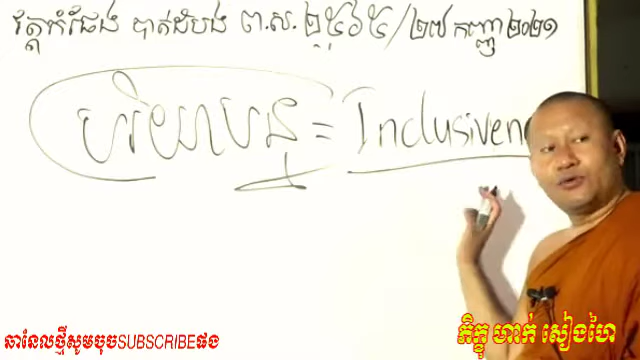 វត្តកំផែង បាត់ដំបង ព.ស. ២៥៦៥/២៧ កញ្ញា ២០២១
បរិយាបន្ន = Inclusiven
ឆានែលថ្មីសូមចុចSUBSCRIBEផង
ភិក្ខុ ហាក់ សៀងហៃ